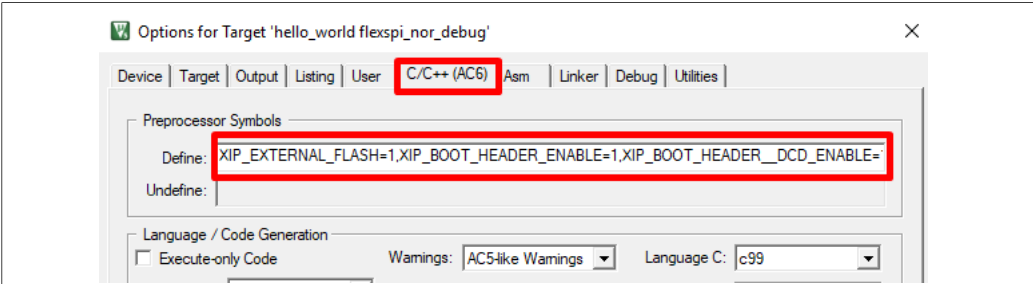 Options for Target 'hello_world flexspi_nor_debug'
Device Target Output Listing User C/C++ (AC6) Asm Linker Debug Utilities
Preprocessor Symbols
Define: XIP_EXTERNAL_FLASH=1,XIP_BOOT_HEADER_ENABLE=1,XIP_BOOT_HEADER__DCD_ENABLE=
Undefine:
Language / Code Generation
Execute-only Code Warnings: AC5-like Warnings Language C: c99